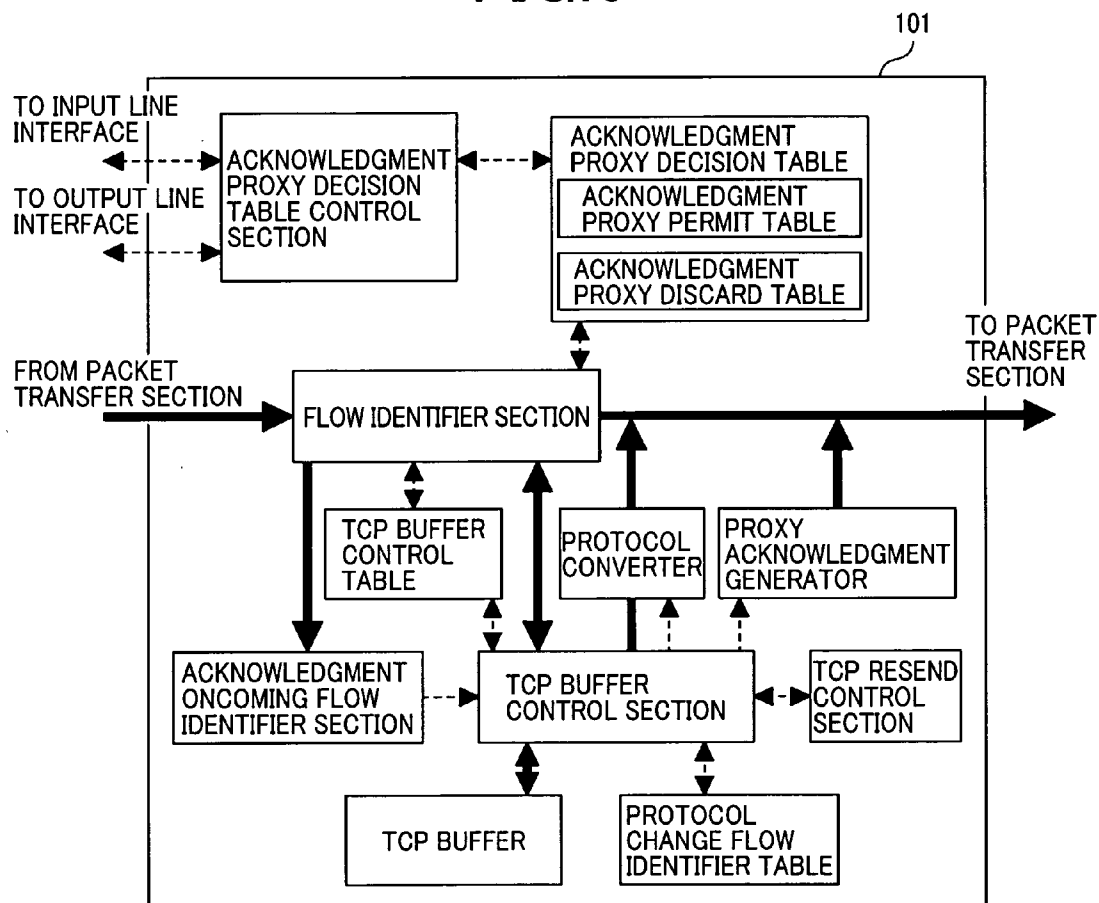 101
TO INPUT LINE
INTERFACE
TO OUTPUT LINE
INTERFACE
ACKNOWLEDGMENT
PROXY DECISION
TABLE CONTROL
SECTION
ACKNOWLEDGMENT
PROXY DECISION TABLE
ACKNOWLEDGMENT
PROXY PERMIT TABLE
ACKNOWLEDGMENT
PROXY DISCARD TABLE
TO PACKET
TRANSFER
SECTION
FROM PACKET
TRANSFER SECTION
FLOW IDENTIFIER SECTION
TCP BUFFER
CONTROL
TABLE
PROTOCOL
CONVERTER
PROXY
ACKNOWLEDGMENT
GENERATOR
ACKNOWLEDGMENT
ONCOMING FLOW
IDENTIFIER SECTION
TCP BUFFER
CONTROL SECTION
TCP RESEND
CONTROL
SECTION
TCP BUFFER
PROTOCOL
CHANGE FLOW
IDENTIFIER TABLE